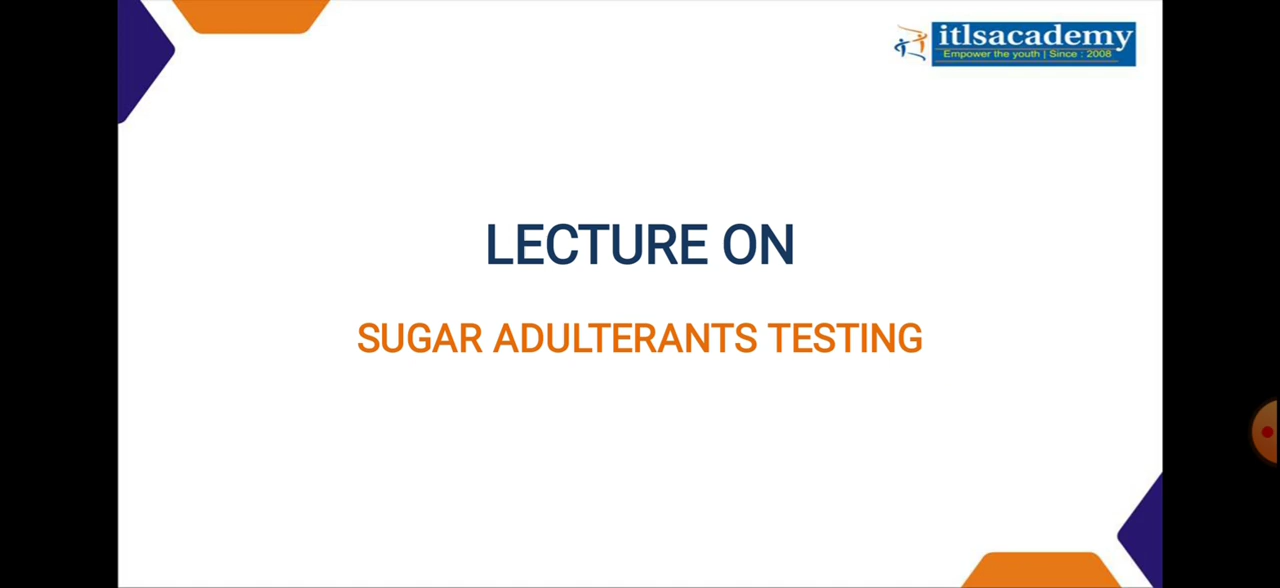 itlsacademy
Empower the youth | Since : 2008
LECTURE ON
SUGAR ADULTERANTS TESTING